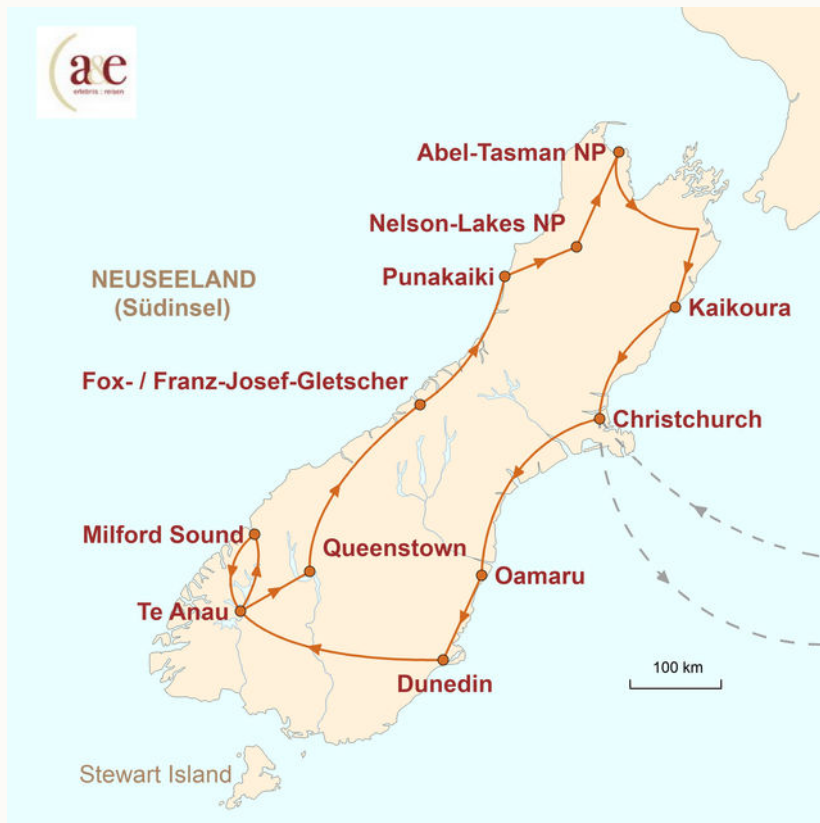 a&e
erlebnis : reisen
Abel-Tasman NP
Nelson-Lakes NP
NEUSEELAND
(Südinsel)
Punakaiki
Kaikoura
Fox- / Franz-Josef-Gletscher
Christchurch
Milford Sound
Queenstown
Oamaru
Te Anau
100 km
Dunedin
Stewart Island